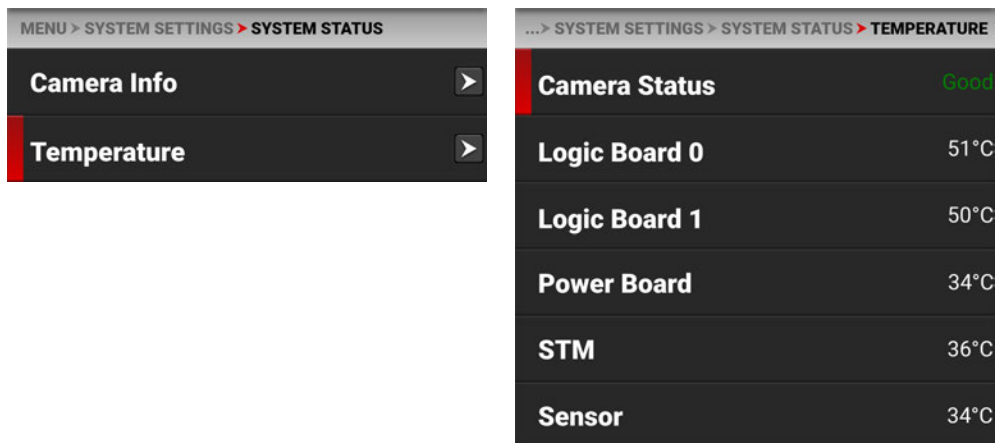 MENU > SYSTEM SETTINGS > SYSTEM STATUS
Camera Info
Temperature
...> SYSTEM SETTINGS > SYSTEM STATUS > TEMPERATURE
Camera Status Good
Logic Board 0 51°C
Logic Board 1 50°C
Power Board 34°C
STM 36°C
Sensor 34°C